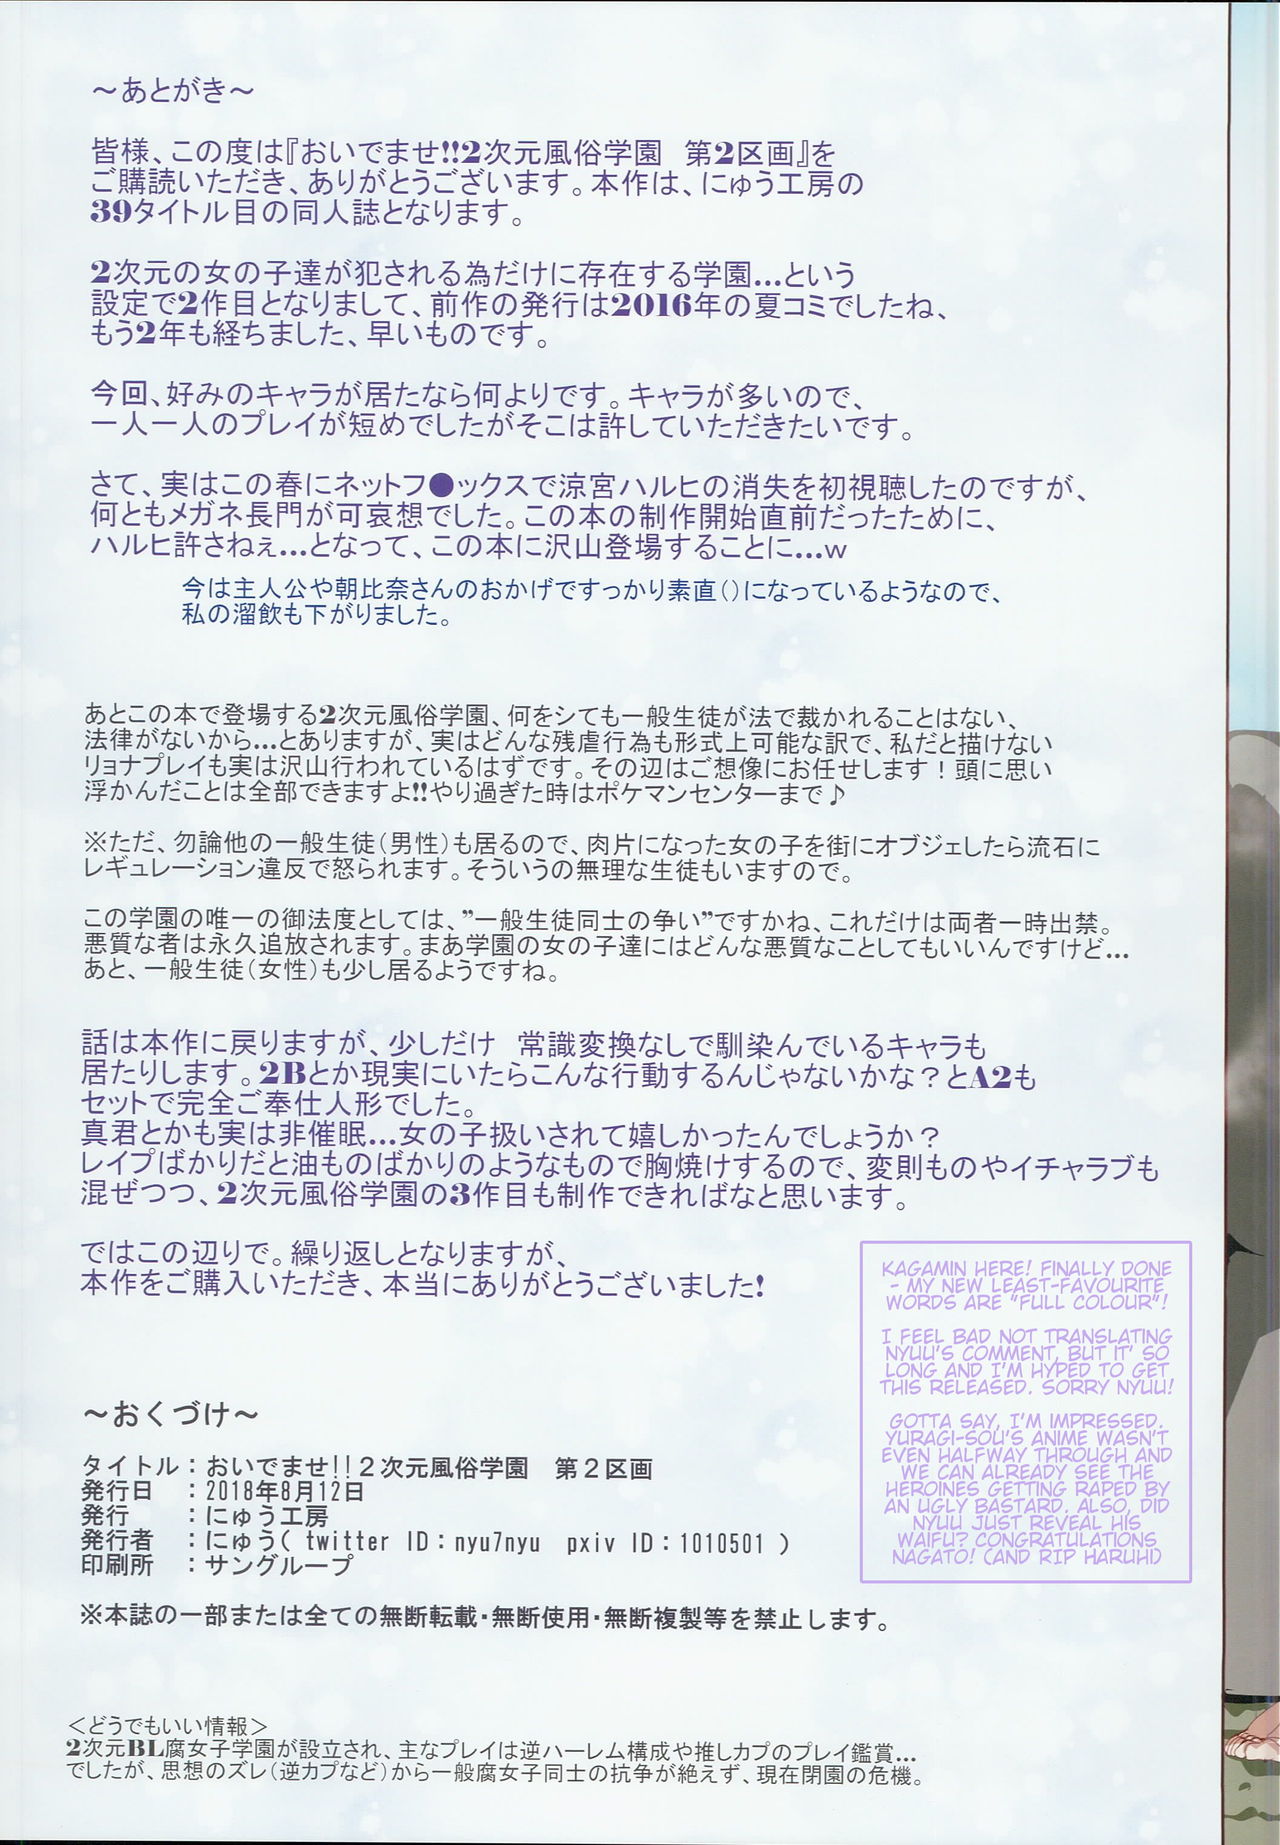 ～あとがき～
皆様、この度は『おいでませ!!2次元風俗学園　第2区画』を
ご購読いただき、ありがとうございます。本作は、にゅう工房の
39タイトル目の同人誌となります。
2次元の女の子達が犯される為だけに存在する学園…という
設定で2作目となりまして、前作の発行は2016年の夏コミでしたね、
もう2年も経ちました、早いものです。
今回、好みのキャラが居たなら何よりです。キャラが多いので、
一人一人のプレイが短めでしたがそこは許していただきたいです。
さて、実はこの春にネットフ●ックスで涼宮ハルヒの消失を初視聴したのですが、
何ともメガネ長門が可哀想でした。この本の制作開始直前だったために、
ハルヒ許さねぇ…となって、この本に沢山登場することに…ｗ
今は主人公や朝比奈さんのおかげですっかり素直（）になっているようなので、
私の溜飲も下がりました。
あとこの本で登場する2次元風俗学園、何をシても一般生徒が法で裁かれることはない、
法律がないから…とありますが、実はどんな残虐行為も形式上可能な訳で、私だと描けない
リョナプレイも実は沢山行われているはずです。その辺はご想像にお任せします！頭に思い
浮かんだことは全部できますよ!!やり過ぎた時はポケマンセンターまで♪
※ただ、勿論他の一般生徒（男性）も居るので、肉片になった女の子を街にオブジェしたら流石に
レギュレーション違反で怒られます。そういうの無理な生徒もいますので。
この学園の唯一の御法度としては、”一般生徒同士の争い”ですかね、これだけは両者一時出禁。
悪質な者は永久追放されます。まあ学園の女の子達にはどんな悪質なことしてもいいんですけど…
あと、一般生徒（女性）も少し居るようですね。
話は本作に戻りますが、少しだけ　常識変換なしで馴染んでいるキャラも
居たりします。2Bとか現実にいたらこんな行動するんじゃないかな？とA2も
セットで完全ご奉仕人形でした。
真君とかも実は非催眠…女の子扱いされて嬉しかったんでしょうか？
レイプばかりだと油ものばかりのようなもので胸焼けするので、変則ものやイチャラブも
混ぜつつ、2次元風俗学園の3作目も制作できればなと思います。
ではこの辺りで。繰り返しとなりますが、
本作をご購入いただき、本当にありがとうございました!
KAGAMIN HERE! FINALLY DONE
- MY NEW LEAST-FAVOURITE
WORDS ARE "FULL COLOUR"!
I FEEL BAD NOT TRANSLATING
NYUU'S COMMENT, BUT IT' SO
LONG AND I'M HYPED TO GET
THIS RELEASED. SORRY NYUU!
GOTTA SAY, I'M IMPRESSED.
YURAGI-SOU'S ANIME WASN'T
EVEN HALFWAY THROUGH AND
WE CAN ALREADY SEE THE
HEROINES GETTING RAPED BY
AN UGLY BASTARD. ALSO, DID
NYUU JUST REVEAL HIS
WAIFU? CONGRATULATIONS
NAGATO! (AND RIP HARUHI)
～おくづけ～
タイトル：おいでませ!!２次元風俗学園　第２区画
発行日　：2018年8月12日
発行　　：にゅう工房
発行者　：にゅう( twitter ID：nyu7nyu　pxiv ID：1010501 )
印刷所　：サングループ
※本誌の一部または全ての無断転載・無断使用・無断複製等を禁止します。
＜どうでもいい情報＞
2次元BL腐女子学園が設立され、主なプレイは逆ハーレム構成や推しカプのプレイ鑑賞…
でしたが、思想のズレ（逆カプなど）から一般腐女子同士の抗争が絶えず、現在閉園の危機。